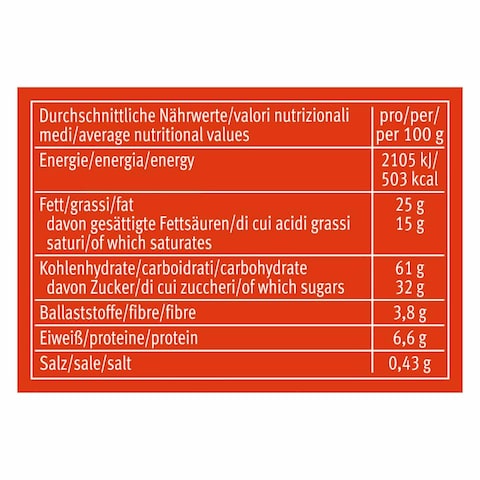 Durchschnittliche Nährwerte/valori nutrizionali
medi/average nutritional values
pro/per/
per 100 g
Energie/energia/energy
2105 kJ/
503 kcal
Fett/grassi/fat
25 g
davon gesättigte Fettsäuren/di cui acidi grassi
saturi/of which saturates
15 g
Kohlenhydrate/carboidrati/carbohydrate
61 g
davon Zucker/di cui zuccheri/of which sugars
32 g
Ballaststoffe/fibre/fibre
3,8 g
Eiweiß/proteine/protein
6,6 g
Salz/sale/salt
0,43 g